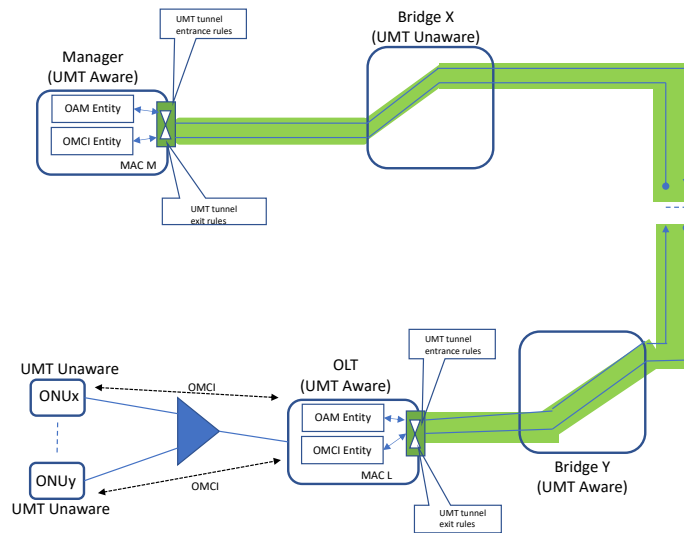 UMT tunnel
entrance rules
Bridge X
(UMT Unaware)
Manager
(UMT Aware)
OAM Entity
OMCI Entity
MAC M
UMT tunnel
exit rules
UMT tunnel
entrance rules
OLT
(UMT Aware)
UMT Unaware
OMCI
ONUx
OAM Entity
OMCI Entity
MAC L
Bridge Y
(UMT Aware)
ONUy
OMCI
UMT Unaware
UMT tunnel
exit rules